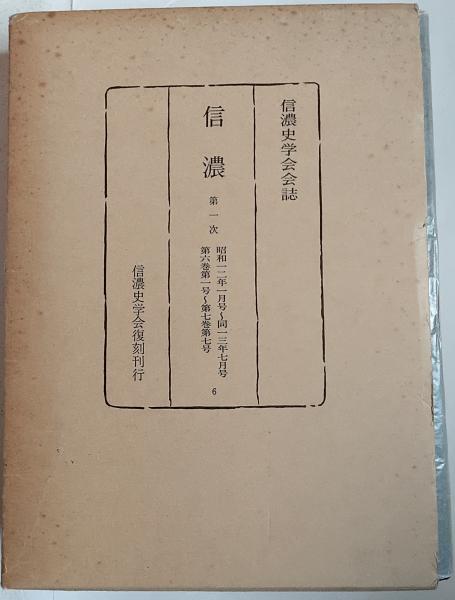 信濃史学会会誌
信濃
第一次
昭和一二年一月号〜同一三年七月号
第六巻第一号〜第七巻第七号
6
信濃史学会復刻刊行